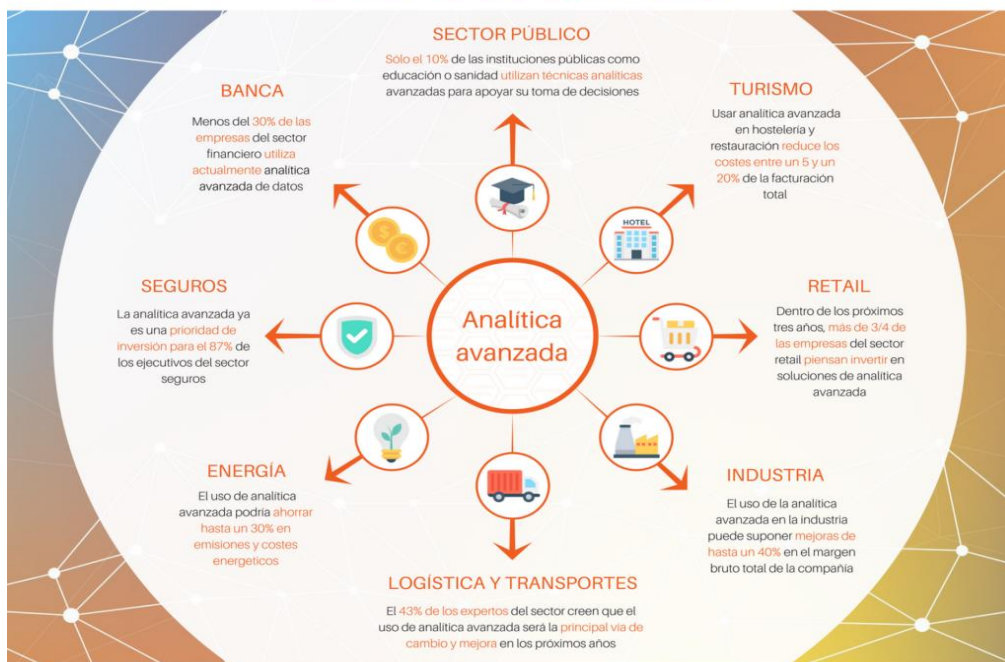 SECTOR PÚBLICO
Sólo el 10% de las instituciones públicas como
educación o sanidad utilizan técnicas analíticas
avanzadas para apoyar su toma de decisiones
BANCA
Menos del 30% de las
empresas del sector
financiero utiliza
actualmente analítica
avanzada de datos
TURISMO
Usar analítica avanzada
en hostelería y
restauración reduce los
costes entre un 5 y un
20% de la facturación
total
HOTEL
SEGUROS
La analítica avanzada ya
es una prioridad de
inversión para el 87% de
los ejecutivos del sector
seguros
Analítica
avanzada
RETAIL
Dentro de los próximos
tres años, más de 3/4 de
las empresas del sector
retail piensan invertir en
soluciones de analítica
avanzada
ENERGÍA
El uso de analítica
avanzada podría ahorrar
hasta un 30% en
emisiones y costes
energeticos
INDUSTRIA
El uso de la analítica
avanzada en la industria
puede suponer mejoras de
hasta un 40% en el margen
bruto total de la compañía
LOGÍSTICA Y TRANSPORTES
El 43% de los expertos del sector creen que el
uso de analítica avanzada será la principal via de
cambio y mejora en los próximos años